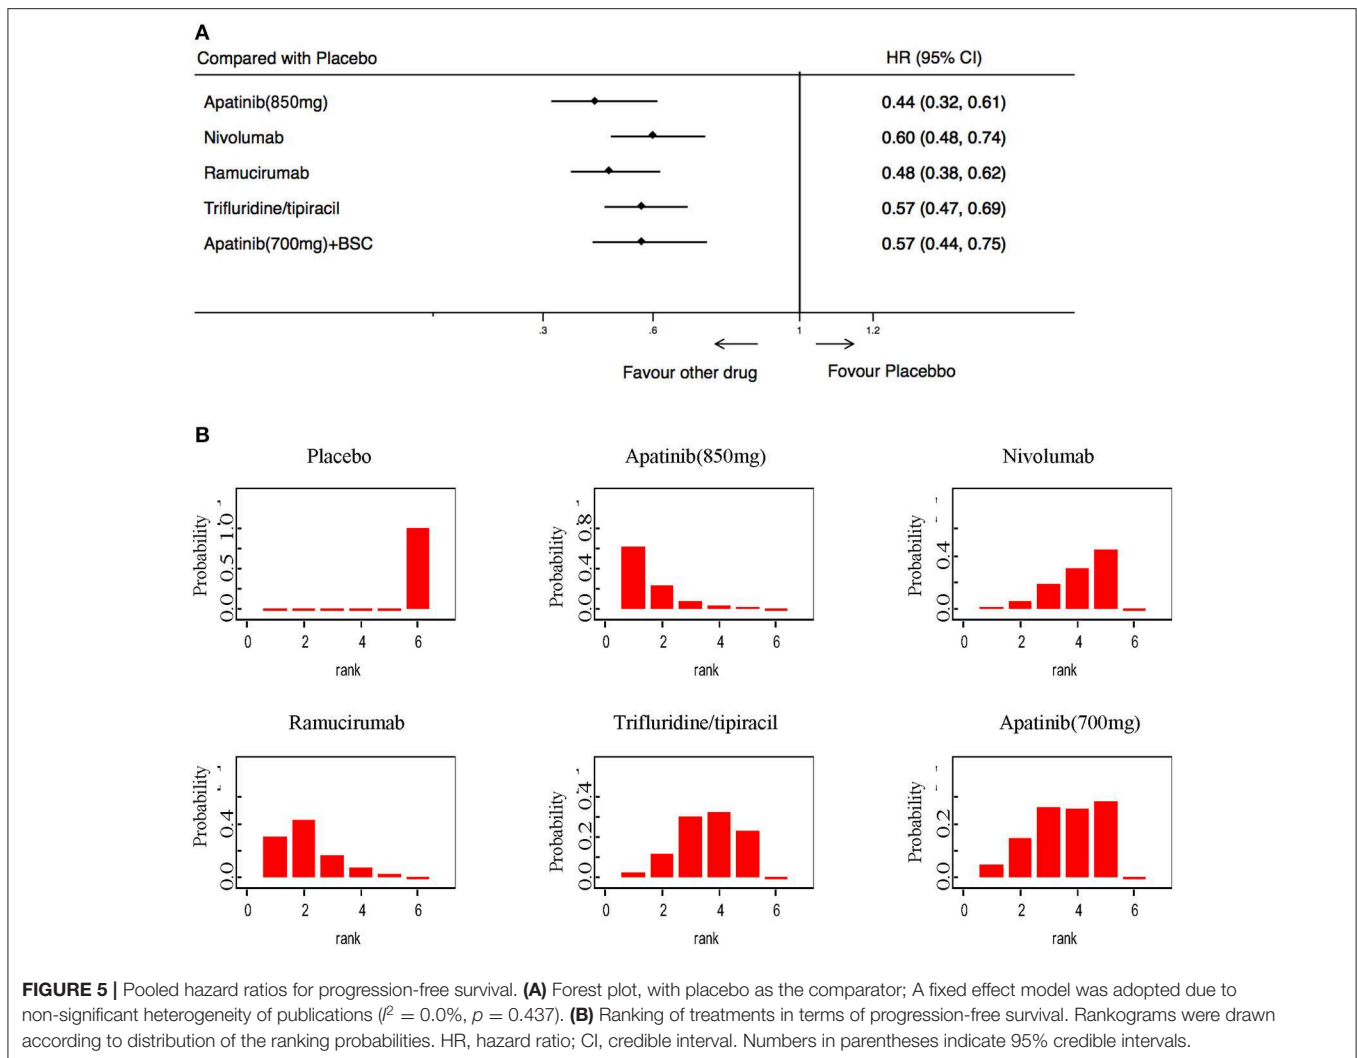 A
Compared with Placebo HR (95% CI)
Apatinib(850mg) 0.44 (0.32, 0.61)
Nivolumab 0.60 (0.48, 0.74)
Ramucirumab 0.48 (0.38, 0.62)
Trifluridine/tipiracil 0.57 (0.47, 0.69)
Apatinib(700mg)+BSC 0.57 (0.44, 0.75)
.3 .6 1 1.2
Favour other drug Fovour Placebbo
B
Placebo Apatinib(850mg) Nivolumab
Probability
0.0 0.5 1.0
0 2 4 6
rank
Probability
0.0 0.4 0.8
0 2 4 6
rank
Probability
0.0 0.4
0 2 4 6
rank
Ramucirumab Trifluridine/tipiracil Apatinib(700mg)
Probability
0.0 0.4
0 2 4 6
rank
Probability
0.0 0.2 0.4
0 2 4 6
rank
Probability
0.0 0.2
0 2 4 6
rank
FIGURE 5 | Pooled hazard ratios for progression-free survival. (A) Forest plot, with placebo as the comparator; A fixed effect model was adopted due to
non-significant heterogeneity of publications (I² = 0.0%, p = 0.437). (B) Ranking of treatments in terms of progression-free survival. Rankograms were drawn
according to distribution of the ranking probabilities. HR, hazard ratio; CI, credible interval. Numbers in parentheses indicate 95% credible intervals.